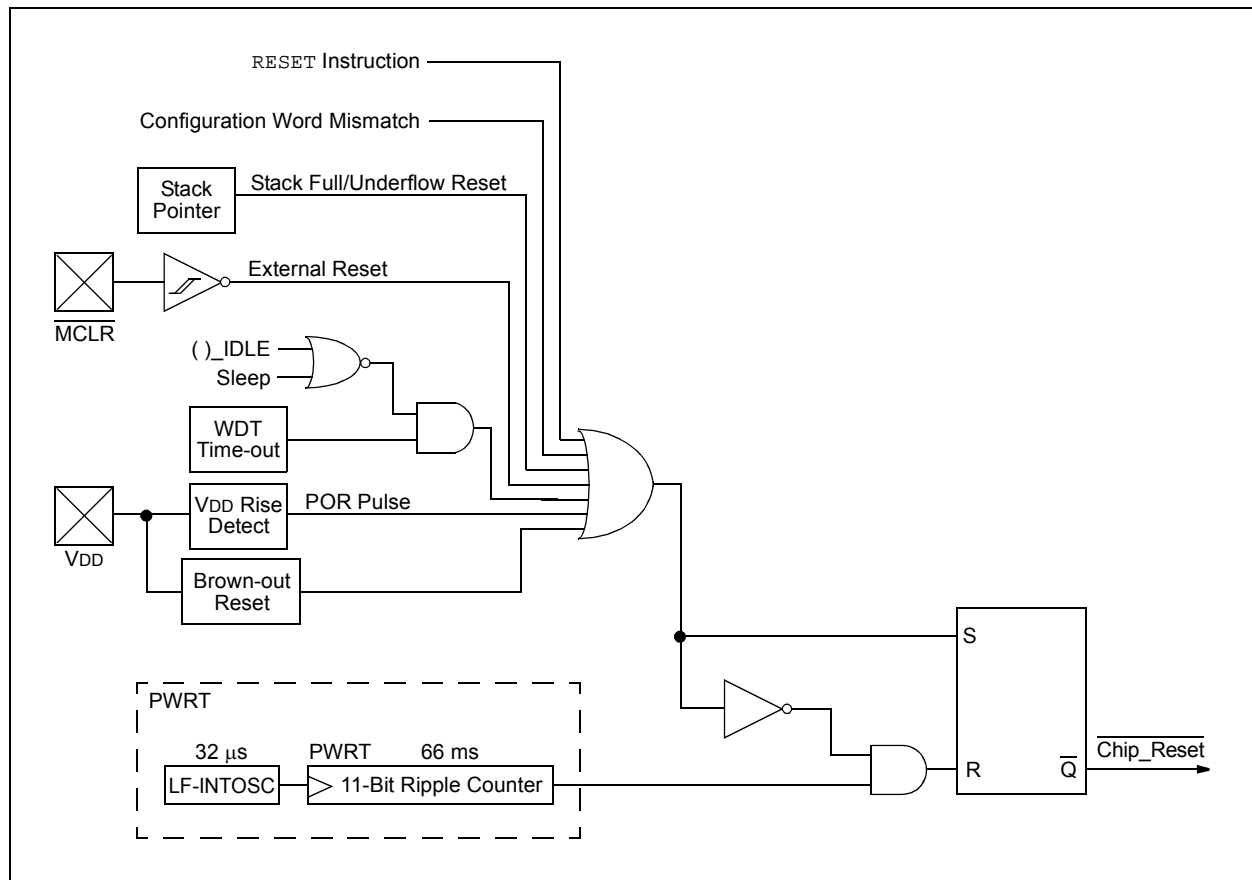 RESET Instruction
Configuration Word Mismatch
Stack
Pointer
Stack Full/Underflow Reset
External Reset
MCLR
( )_IDLE
Sleep
WDT
Time-out
VDD Rise
Detect
POR Pulse
VDD
Brown-out
Reset
S
PWRT
32 μs
PWRT
66 ms
LF-INTOSC
11-Bit Ripple Counter
R
Q
Chip_Reset